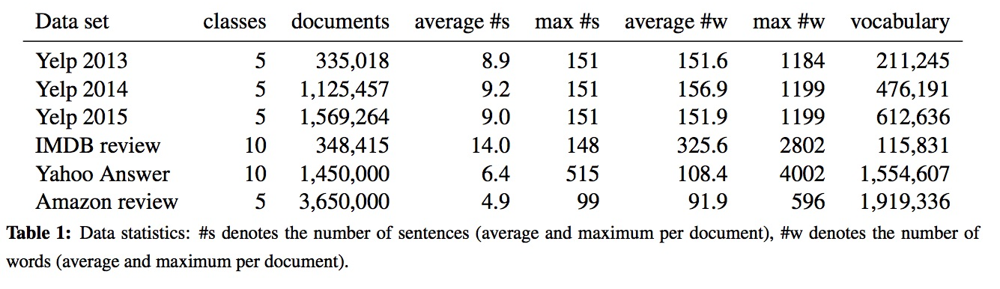 Data set classes documents average #s max #s average #w max #w vocabulary
Yelp 2013 5 335,018 8.9 151 151.6 1184 211,245
Yelp 2014 5 1,125,457 9.2 151 156.9 1199 476,191
Yelp 2015 5 1,569,264 9.0 151 151.9 1199 612,636
IMDB review 10 348,415 14.0 148 325.6 2802 115,831
Yahoo Answer 10 1,450,000 6.4 515 108.4 4002 1,554,607
Amazon review 5 3,650,000 4.9 99 91.9 596 1,919,336
Table 1: Data statistics: #s denotes the number of sentences (average and maximum per document), #w denotes the number of
words (average and maximum per document).